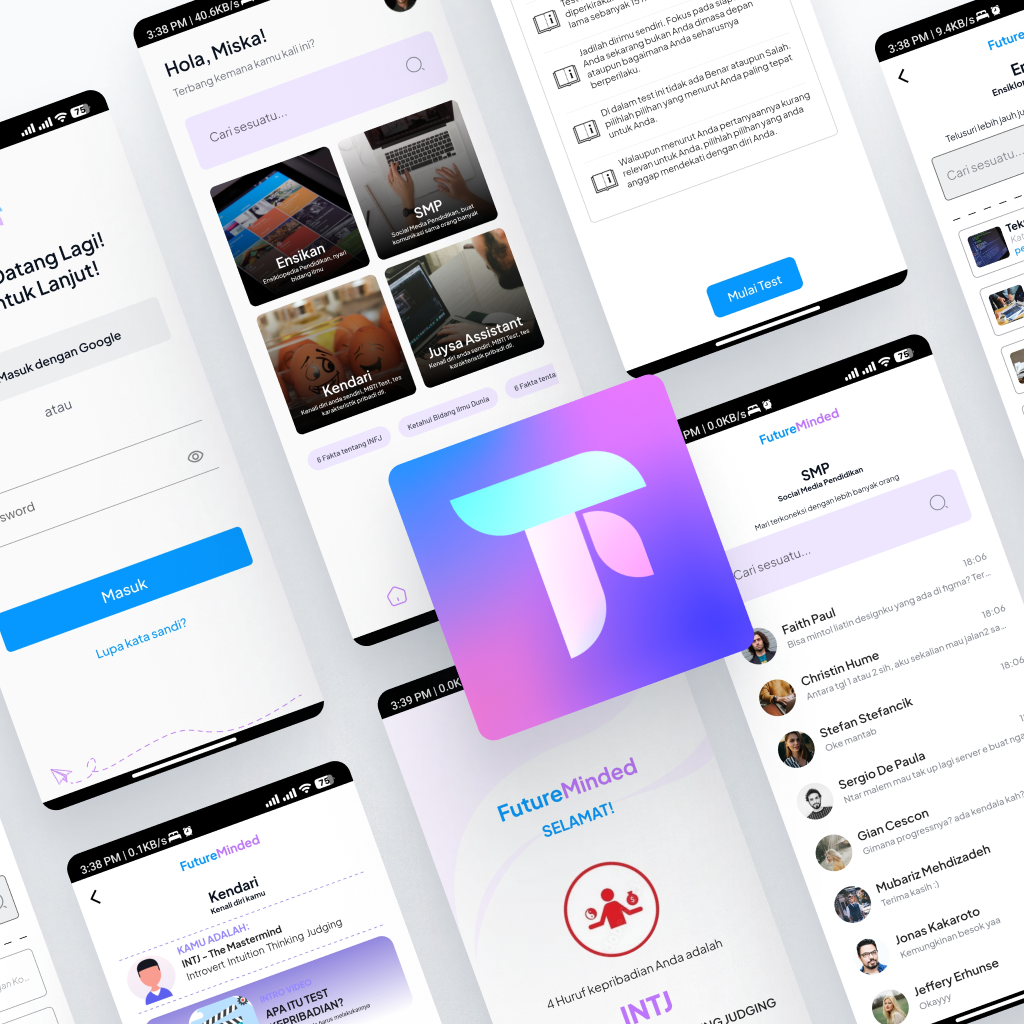 Datang Lagi!
ntuk Lanjut!
Masuk dengan Google
atau
sword
Masuk
Lupa kata sandi?
3:38 PM | 40.6KB/s
Hola, Miska!
Terbang kemana kamu kali ini?
Cari sesuatu...
Ensikan
Ensiklopedia Pendidikan, nyari
bidang ilmu
SMP
Social Media Pendidikan, buat
komunikasi sama orang banyak
Kendari
Kenali diri anda sendiri, MBTI Test, tes
karakteristik pribadi dll.
Juysa Assistant
Kenali diri anda sendiri, MBTI Test, tes
karakteristik pribadi dll.
6 Fakta tentang INFJ
Ketahui Bidang Ilmu Dunia
6 Fakta tenta
lama sebanyak 15
Jadilah dirimu sendiri. Fokus pada siapa
Anda sekarang bukan Anda dimasa depan
ataupun bagaimana Anda seharusnya
berperilaku.
Di dalam test ini tidak ada Benar ataupun Salah.
pilihlah pilihan yang menurut Anda paling tepat
untuk Anda.
Walaupun menurut Anda pertanyaannya kurang
relevan untuk Anda, pilihlah pilihan yang anda
anggap mendekati dengan diri Anda.
Mulai Test
3:38 PM | 9.4KB/s
Future
En
Ensiklo
Telusuri lebih jauh ju
Cari sesuatu...
Tek
Kat
pe
75
PM | 0.0KB/s
75
FutureMinded
SMP
Social Media Pendidikan
Mari terkoneksi dengan lebih banyak orang
Cari sesuatu...
Faith Paul
18:06
Bisa mintol liatin designku yang ada di figma? Ter...
Christin Hume
18:06
Antara tgl 1 atau 2 sih, aku sekalian mau jalan2 sa...
Stefan Stefancik
18:06
Oke mantab
Sergio De Paula
Ntar malem mau tak up lagi server e buat nga
Gian Cescon
Gimana progressnya? ada kendala kah?
Mubariz Mehdizadeh
Terima kasih :)
Jonas Kakaroto
Kemungkinan besok yaa
Jeffery Erhunse
Okayyy
3:38 PM | 0.1KB/s
75
FutureMinded
Kendari
Kenali diri kamu
KAMU ADALAH:
INTJ - The Mastermind
Introvert Intuition Thinking Judging
INTRO VIDEO
APA ITU TEST
KEPRIBADIAN?
harus melakukannya
3:39 PM | 0.0K
FutureMinded
SELAMAT!
4 Huruf kepribadian Anda adalah
INTJ
NG JUDGING